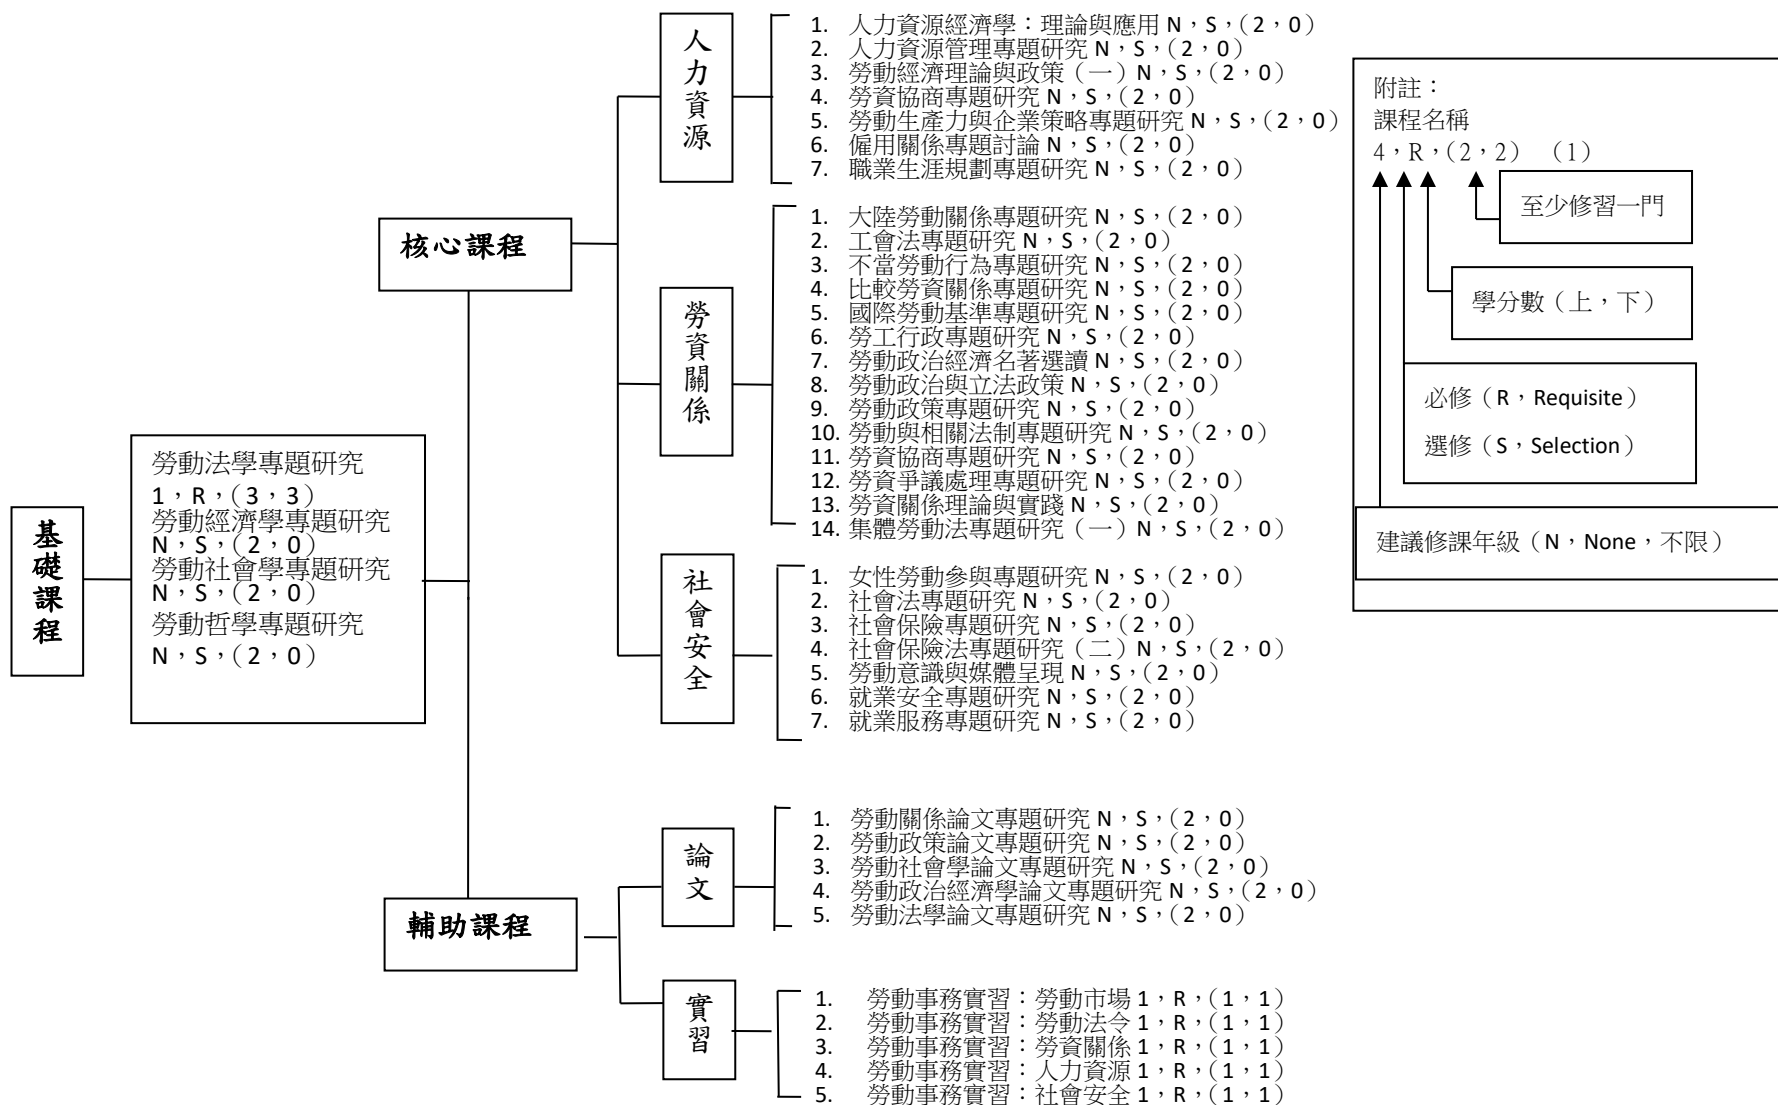 基礎課程
勞動法學專題研究
1，R，(3，3)
勞動經濟學專題研究
N，S，(2，0)
勞動社會學專題研究
N，S，(2，0)
勞動哲學專題研究
N，S，(2，0)
核心課程
人力資源
1. 人力資源經濟學：理論與應用 N，S，(2，0)
2. 人力資源管理專題研究 N，S，(2，0)
3. 勞動經濟理論與政策（一）N，S，(2，0)
4. 勞資協商專題研究 N，S，(2，0)
5. 勞動生產力與企業策略專題研究 N，S，(2，0)
6. 僱用關係專題討論 N，S，(2，0)
7. 職業生涯規劃專題研究 N，S，(2，0)
勞資關係
1. 大陸勞動關係專題研究 N，S，(2，0)
2. 工會法專題研究 N，S，(2，0)
3. 不當勞動行為專題研究 N，S，(2，0)
4. 比較勞資關係專題研究 N，S，(2，0)
5. 國際勞動基準專題研究 N，S，(2，0)
6. 勞工行政專題研究 N，S，(2，0)
7. 勞動政治經濟名著選讀 N，S，(2，0)
8. 勞動政治與立法政策 N，S，(2，0)
9. 勞動政策專題研究 N，S，(2，0)
10. 勞動與相關法制專題研究 N，S，(2，0)
11. 勞資協商專題研究 N，S，(2，0)
12. 勞資爭議處理專題研究 N，S，(2，0)
13. 勞資關係理論與實踐 N，S，(2，0)
14. 集體勞動法專題研究（一）N，S，(2，0)
社會安全
1. 女性勞動參與專題研究 N，S，(2，0)
2. 社會法專題研究 N，S，(2，0)
3. 社會保險專題研究 N，S，(2，0)
4. 社會保險法專題研究（二）N，S，(2，0)
5. 勞動意識與媒體呈現 N，S，(2，0)
6. 就業安全專題研究 N，S，(2，0)
7. 就業服務專題研究 N，S，(2，0)
輔助課程
論文
1. 勞動關係論文專題研究 N，S，(2，0)
2. 勞動政策論文專題研究 N，S，(2，0)
3. 勞動社會學論文專題研究 N，S，(2，0)
4. 勞動政治經濟學論文專題研究 N，S，(2，0)
5. 勞動法學論文專題研究 N，S，(2，0)
實習
1. 勞動事務實習：勞動市場 1，R，(1，1)
2. 勞動事務實習：勞動法令 1，R，(1，1)
3. 勞動事務實習：勞資關係 1，R，(1，1)
4. 勞動事務實習：人力資源 1，R，(1，1)
5. 勞動事務實習：社會安全 1，R，(1，1)
附註：
課程名稱
4，R，(2，2) （1）
至少修習一門
學分數（上，下）
必修（R，Requisite）
選修（S，Selection）
建議修課年級（N，None，不限）